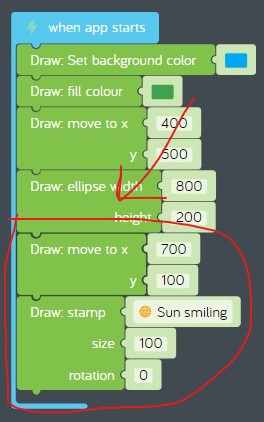 when app starts
Draw: Set background color
Draw: fill colour
Draw: move to x 400
y 500
Draw: ellipse width 800
height 200
Draw: move to x 700
y 100
Draw: stamp Sun smiling
size 100
rotation 0